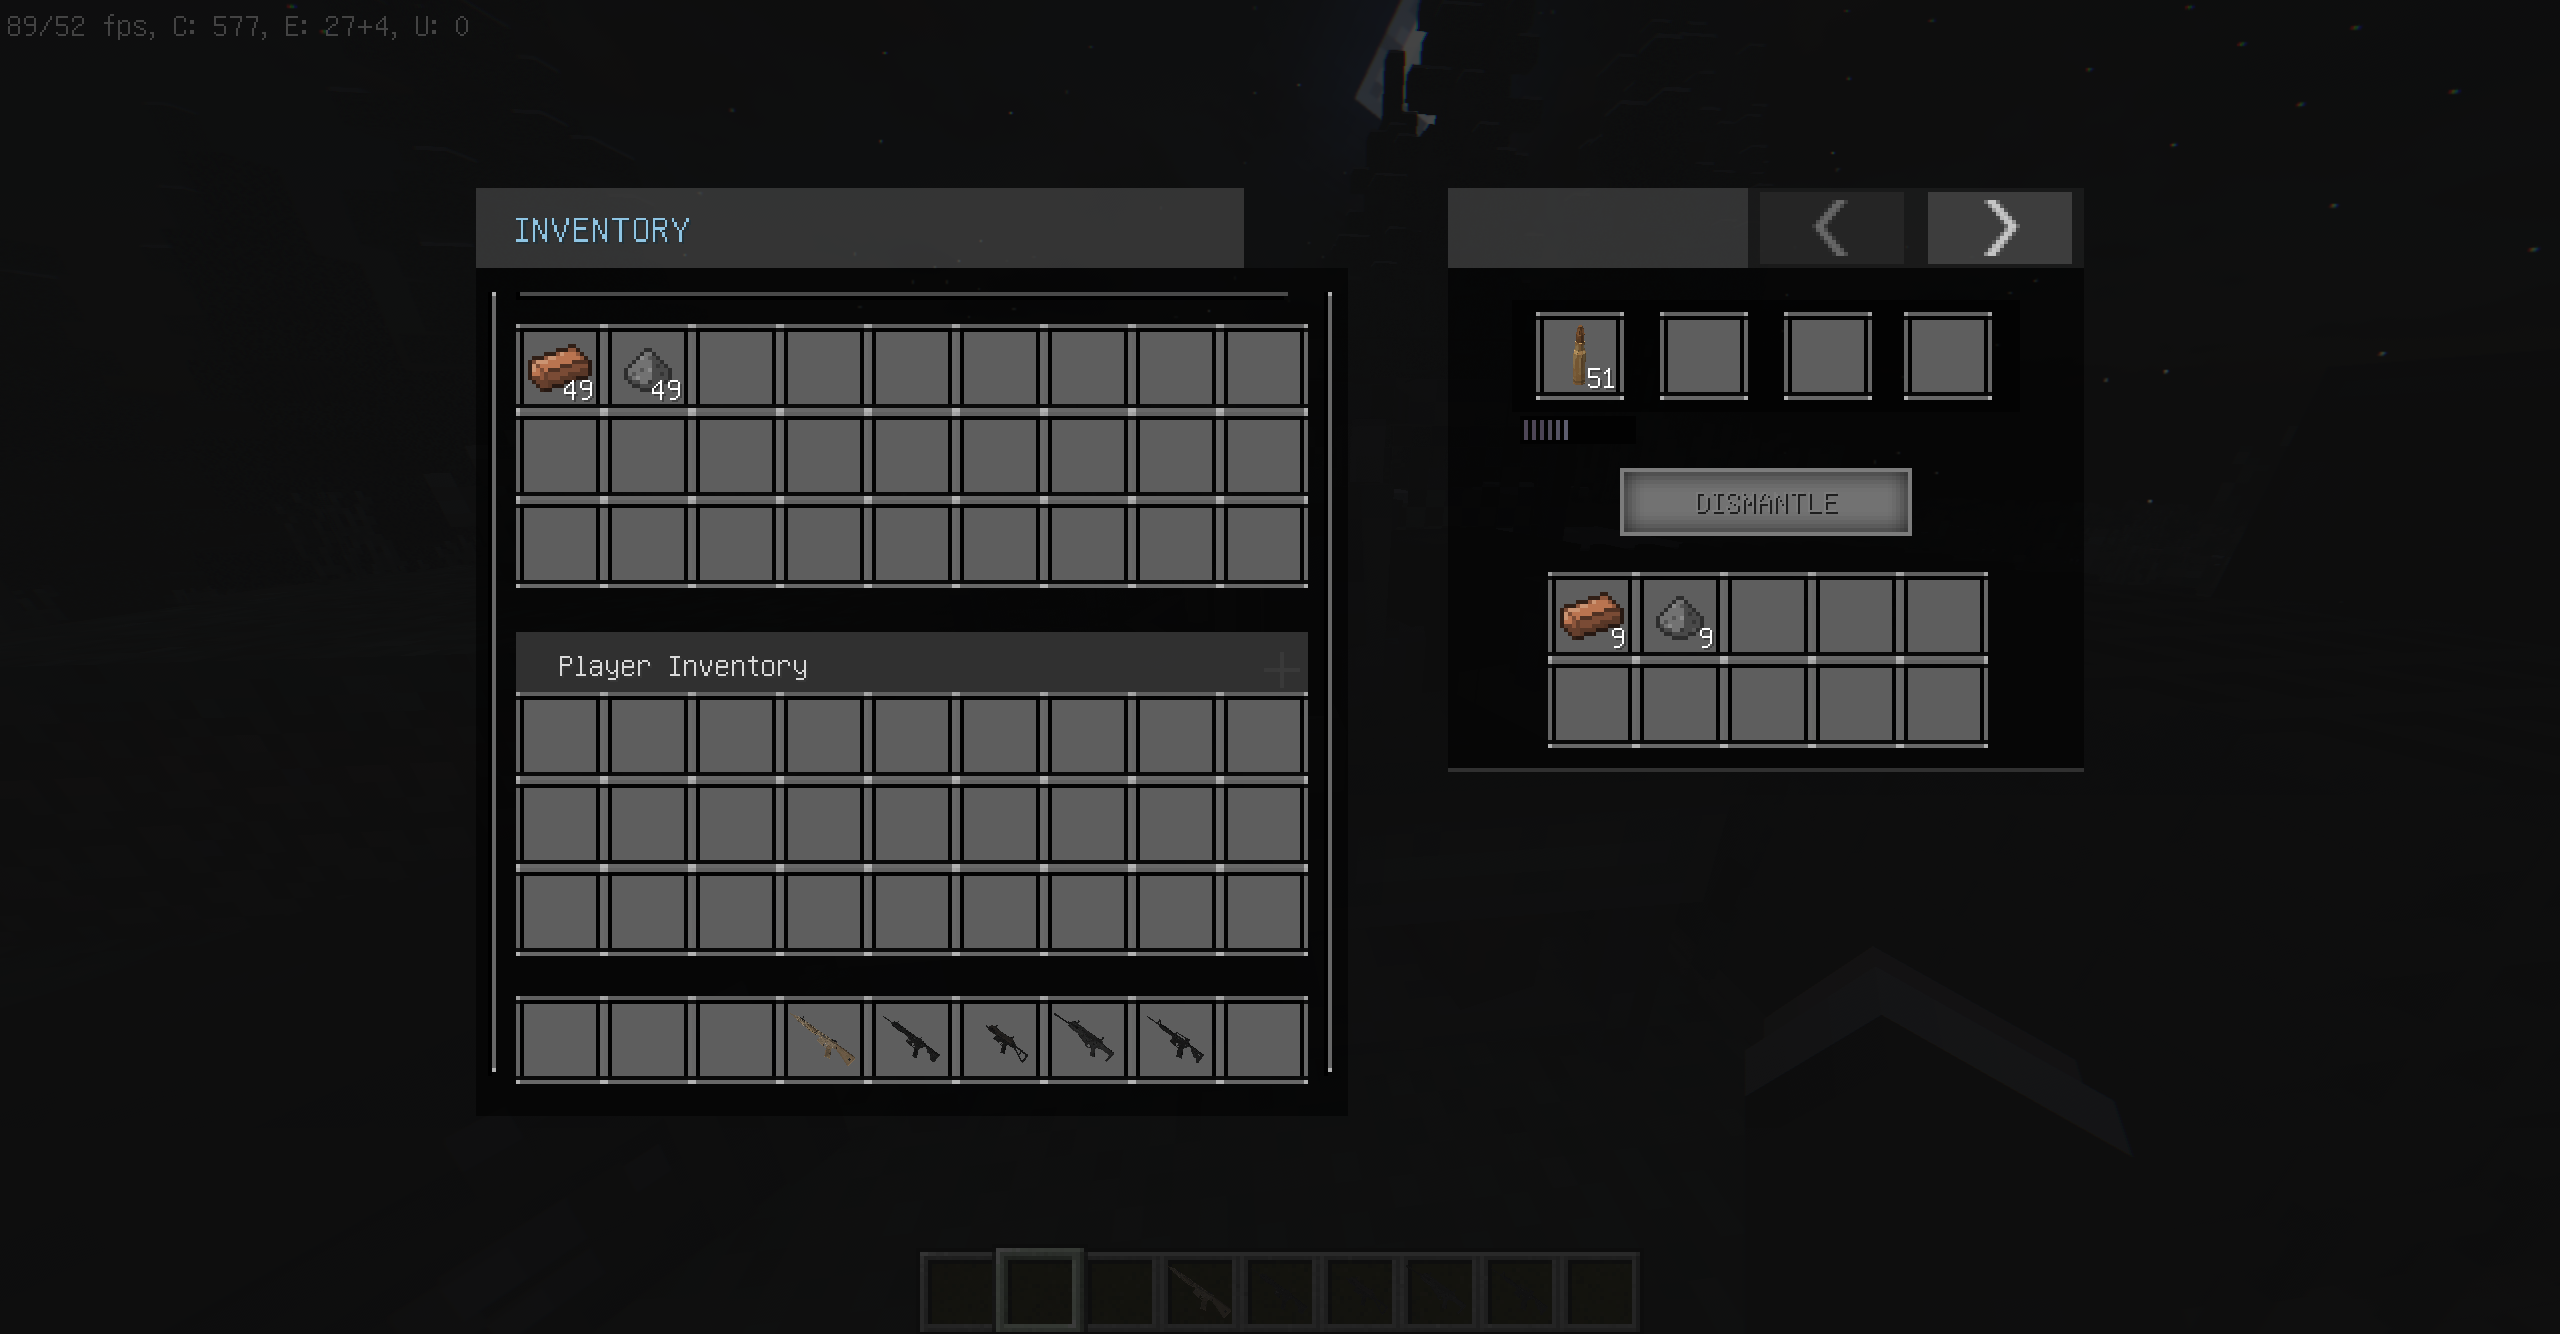 89/52 fps, C: 577, E: 27+4, U: 0
INVENTORY
49 49
51
DISMANTLE
9 9
Player Inventory